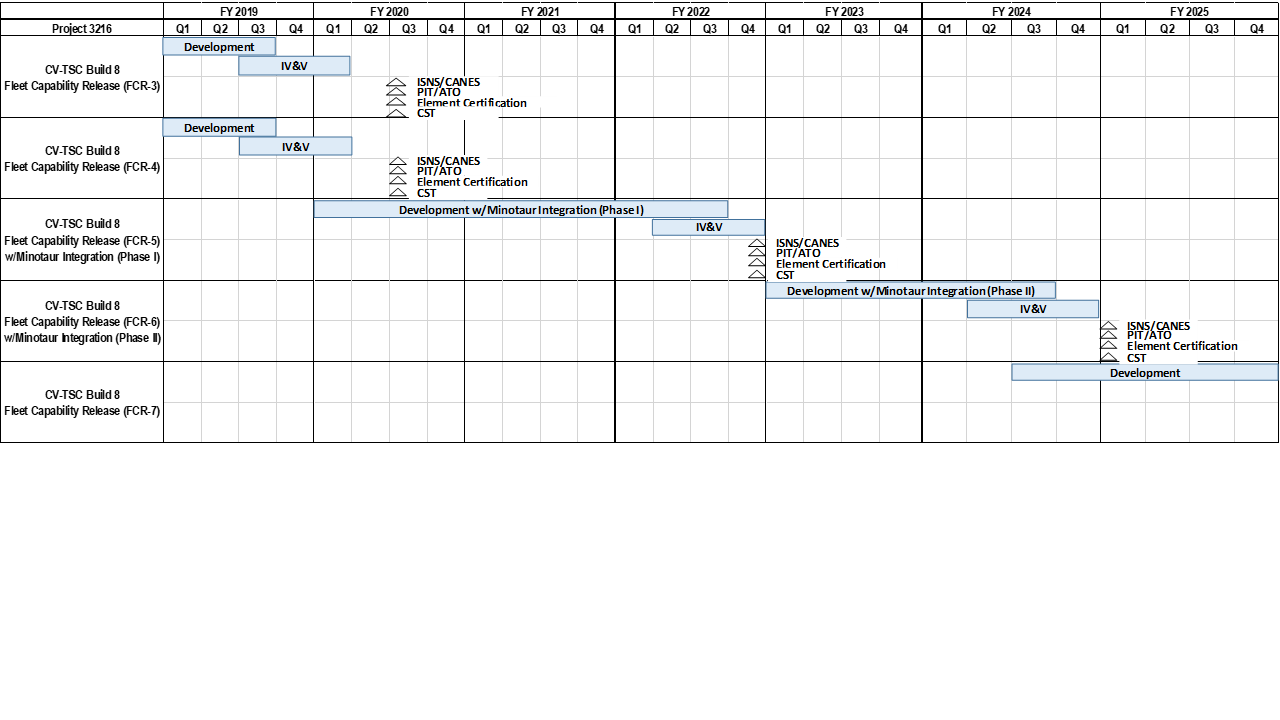 FY 2019 FY 2020 FY 2021 FY 2022 FY 2023 FY 2024 FY 2025
Project 3216 Q1 Q2 Q3 Q4 Q1 Q2 Q3 Q4 Q1 Q2 Q3 Q4 Q1 Q2 Q3 Q4 Q1 Q2 Q3 Q4 Q1 Q2 Q3 Q4 Q1 Q2 Q3 Q4
CV-TSC Build 8
Fleet Capability Release (FCR-3)
Development
IV&V
ISNS/CANES
PIT/ATO
Element Certification
CST
CV-TSC Build 8
Fleet Capability Release (FCR-4)
Development
IV&V
ISNS/CANES
PIT/ATO
Element Certification
CST
CV-TSC Build 8
Fleet Capability Release (FCR-5)
w/Minotaur Integration (Phase I)
Development w/Minotaur Integration (Phase I)
IV&V
ISNS/CANES
PIT/ATO
Element Certification
CST
CV-TSC Build 8
Fleet Capability Release (FCR-6)
w/Minotaur Integration (Phase II)
Development w/Minotaur Integration (Phase II)
IV&V
ISNS/CANES
PIT/ATO
Element Certification
CST
CV-TSC Build 8
Fleet Capability Release (FCR-7)
Development